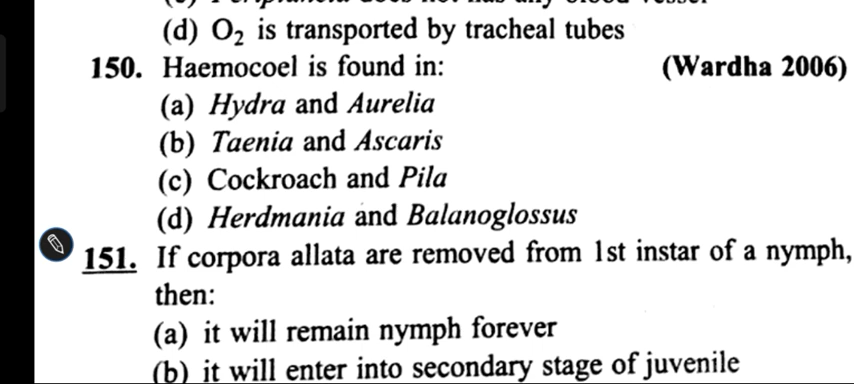 (d) O₂ is transported by tracheal tubes
150. Haemocoel is found in: (Wardha 2006)
(a) Hydra and Aurelia
(b) Taenia and Ascaris
(c) Cockroach and Pila
(d) Herdmania and Balanoglossus
151. If corpora allata are removed from 1st instar of a nymph,
then:
(a) it will remain nymph forever
(b) it will enter into secondary stage of juvenile